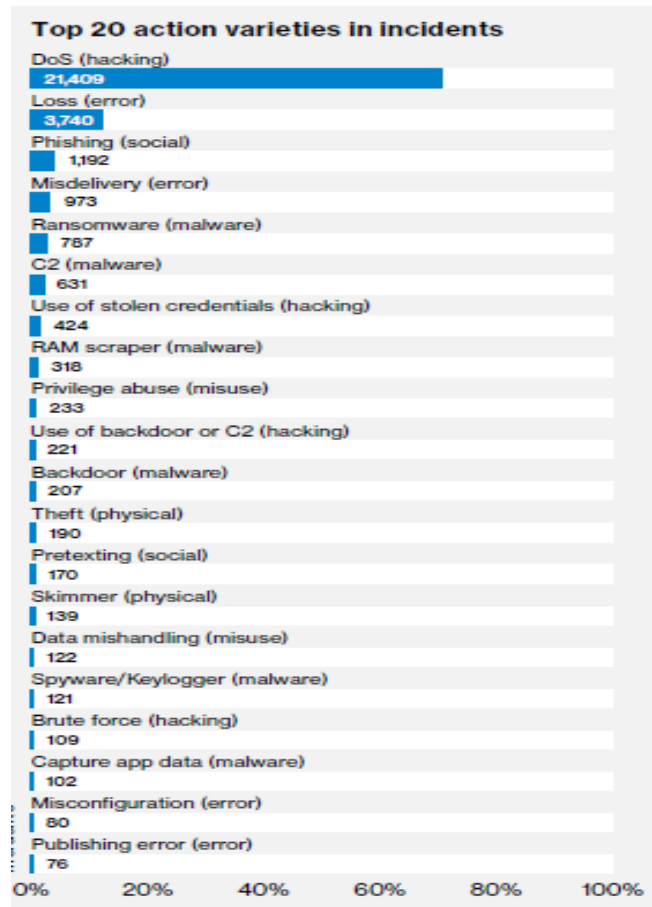 Top 20 action varieties in incidents
DoS (hacking)
21,409
Loss (error)
3,740
Phishing (social)
1,192
Misdelivery (error)
973
Ransomware (malware)
787
C2 (malware)
631
Use of stolen credentials (hacking)
424
RAM scraper (malware)
318
Privilege abuse (misuse)
233
Use of backdoor or C2 (hacking)
221
Backdoor (malware)
207
Theft (physical)
190
Pretexting (social)
170
Skimmer (physical)
139
Data mishandling (misuse)
122
Spyware/Keylogger (malware)
121
Brute force (hacking)
109
Capture app data (malware)
102
Misconfiguration (error)
80
Publishing error (error)
76
0% 20% 40% 60% 80% 100%